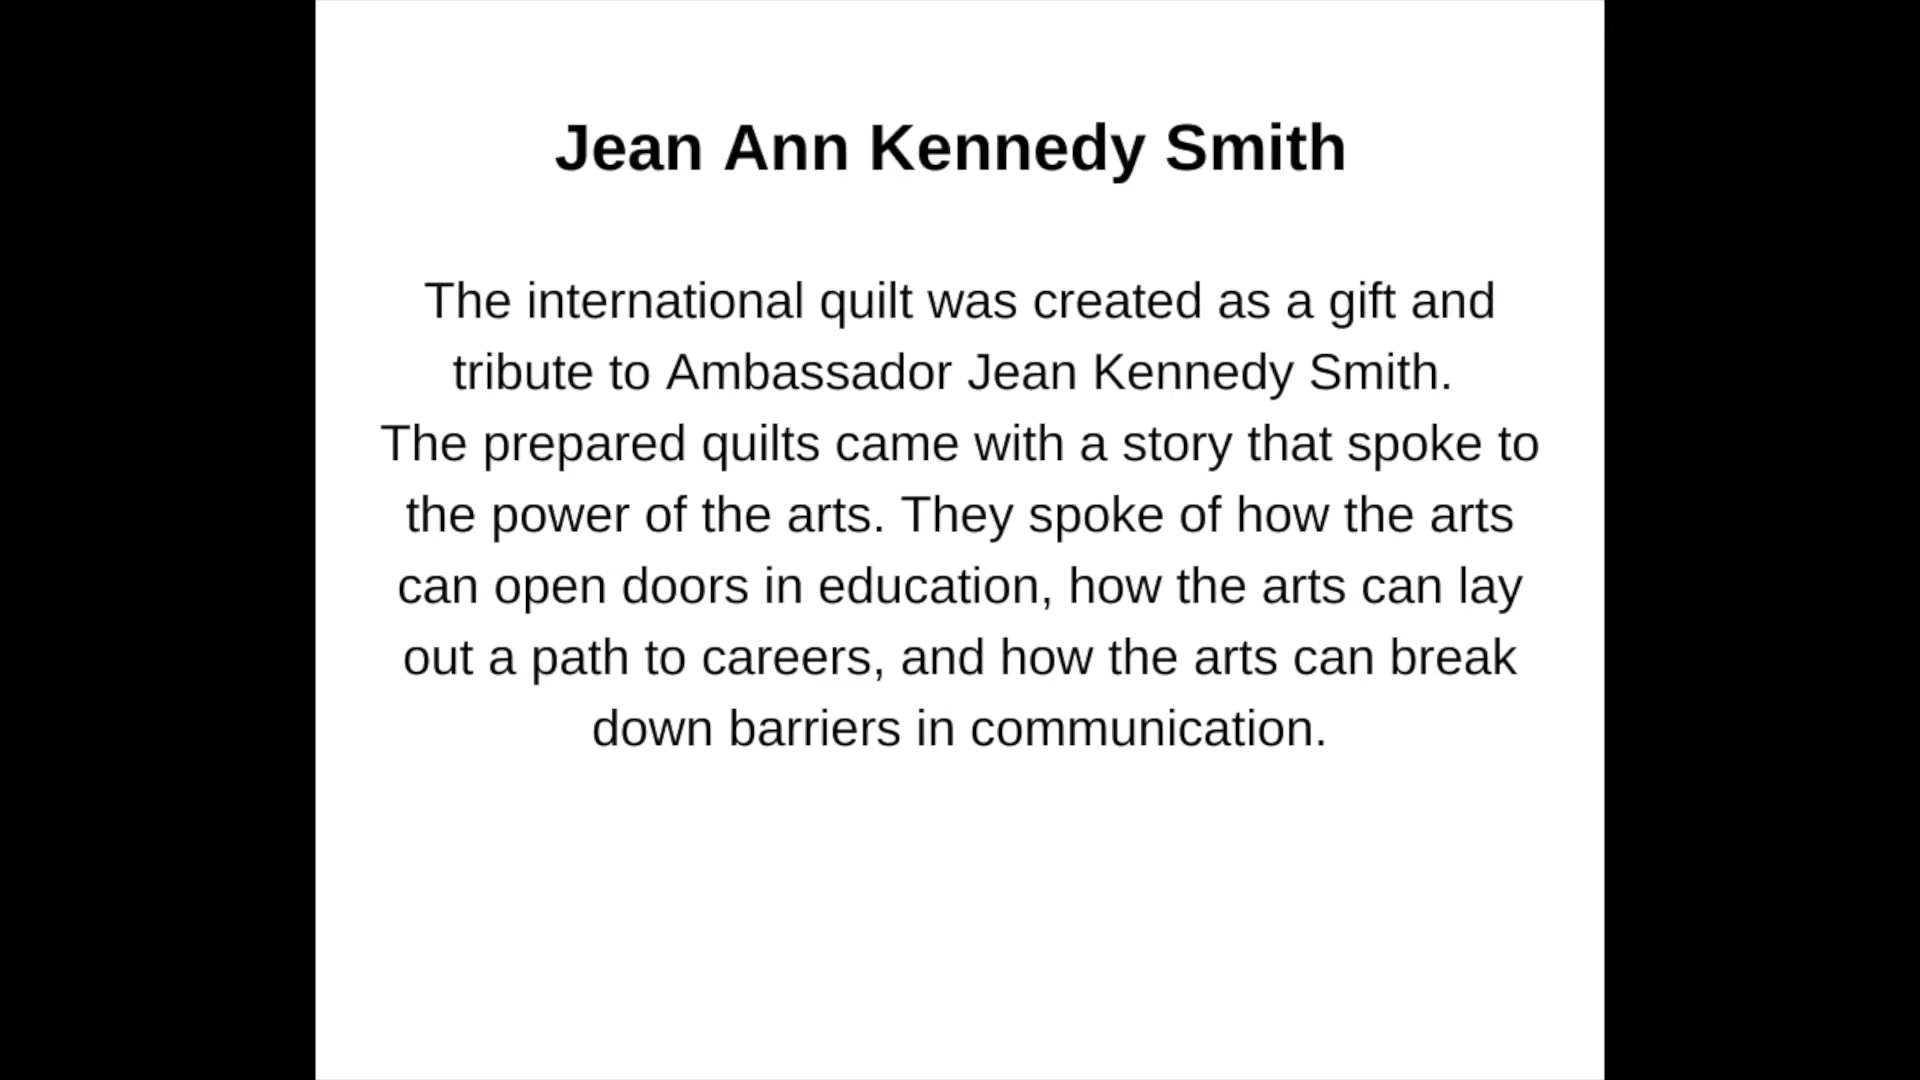 Jean Ann Kennedy Smith
The international quilt was created as a gift and
tribute to Ambassador Jean Kennedy Smith.
The prepared quilts came with a story that spoke to
the power of the arts. They spoke of how the arts
can open doors in education, how the arts can lay
out a path to careers, and how the arts can break
down barriers in communication.